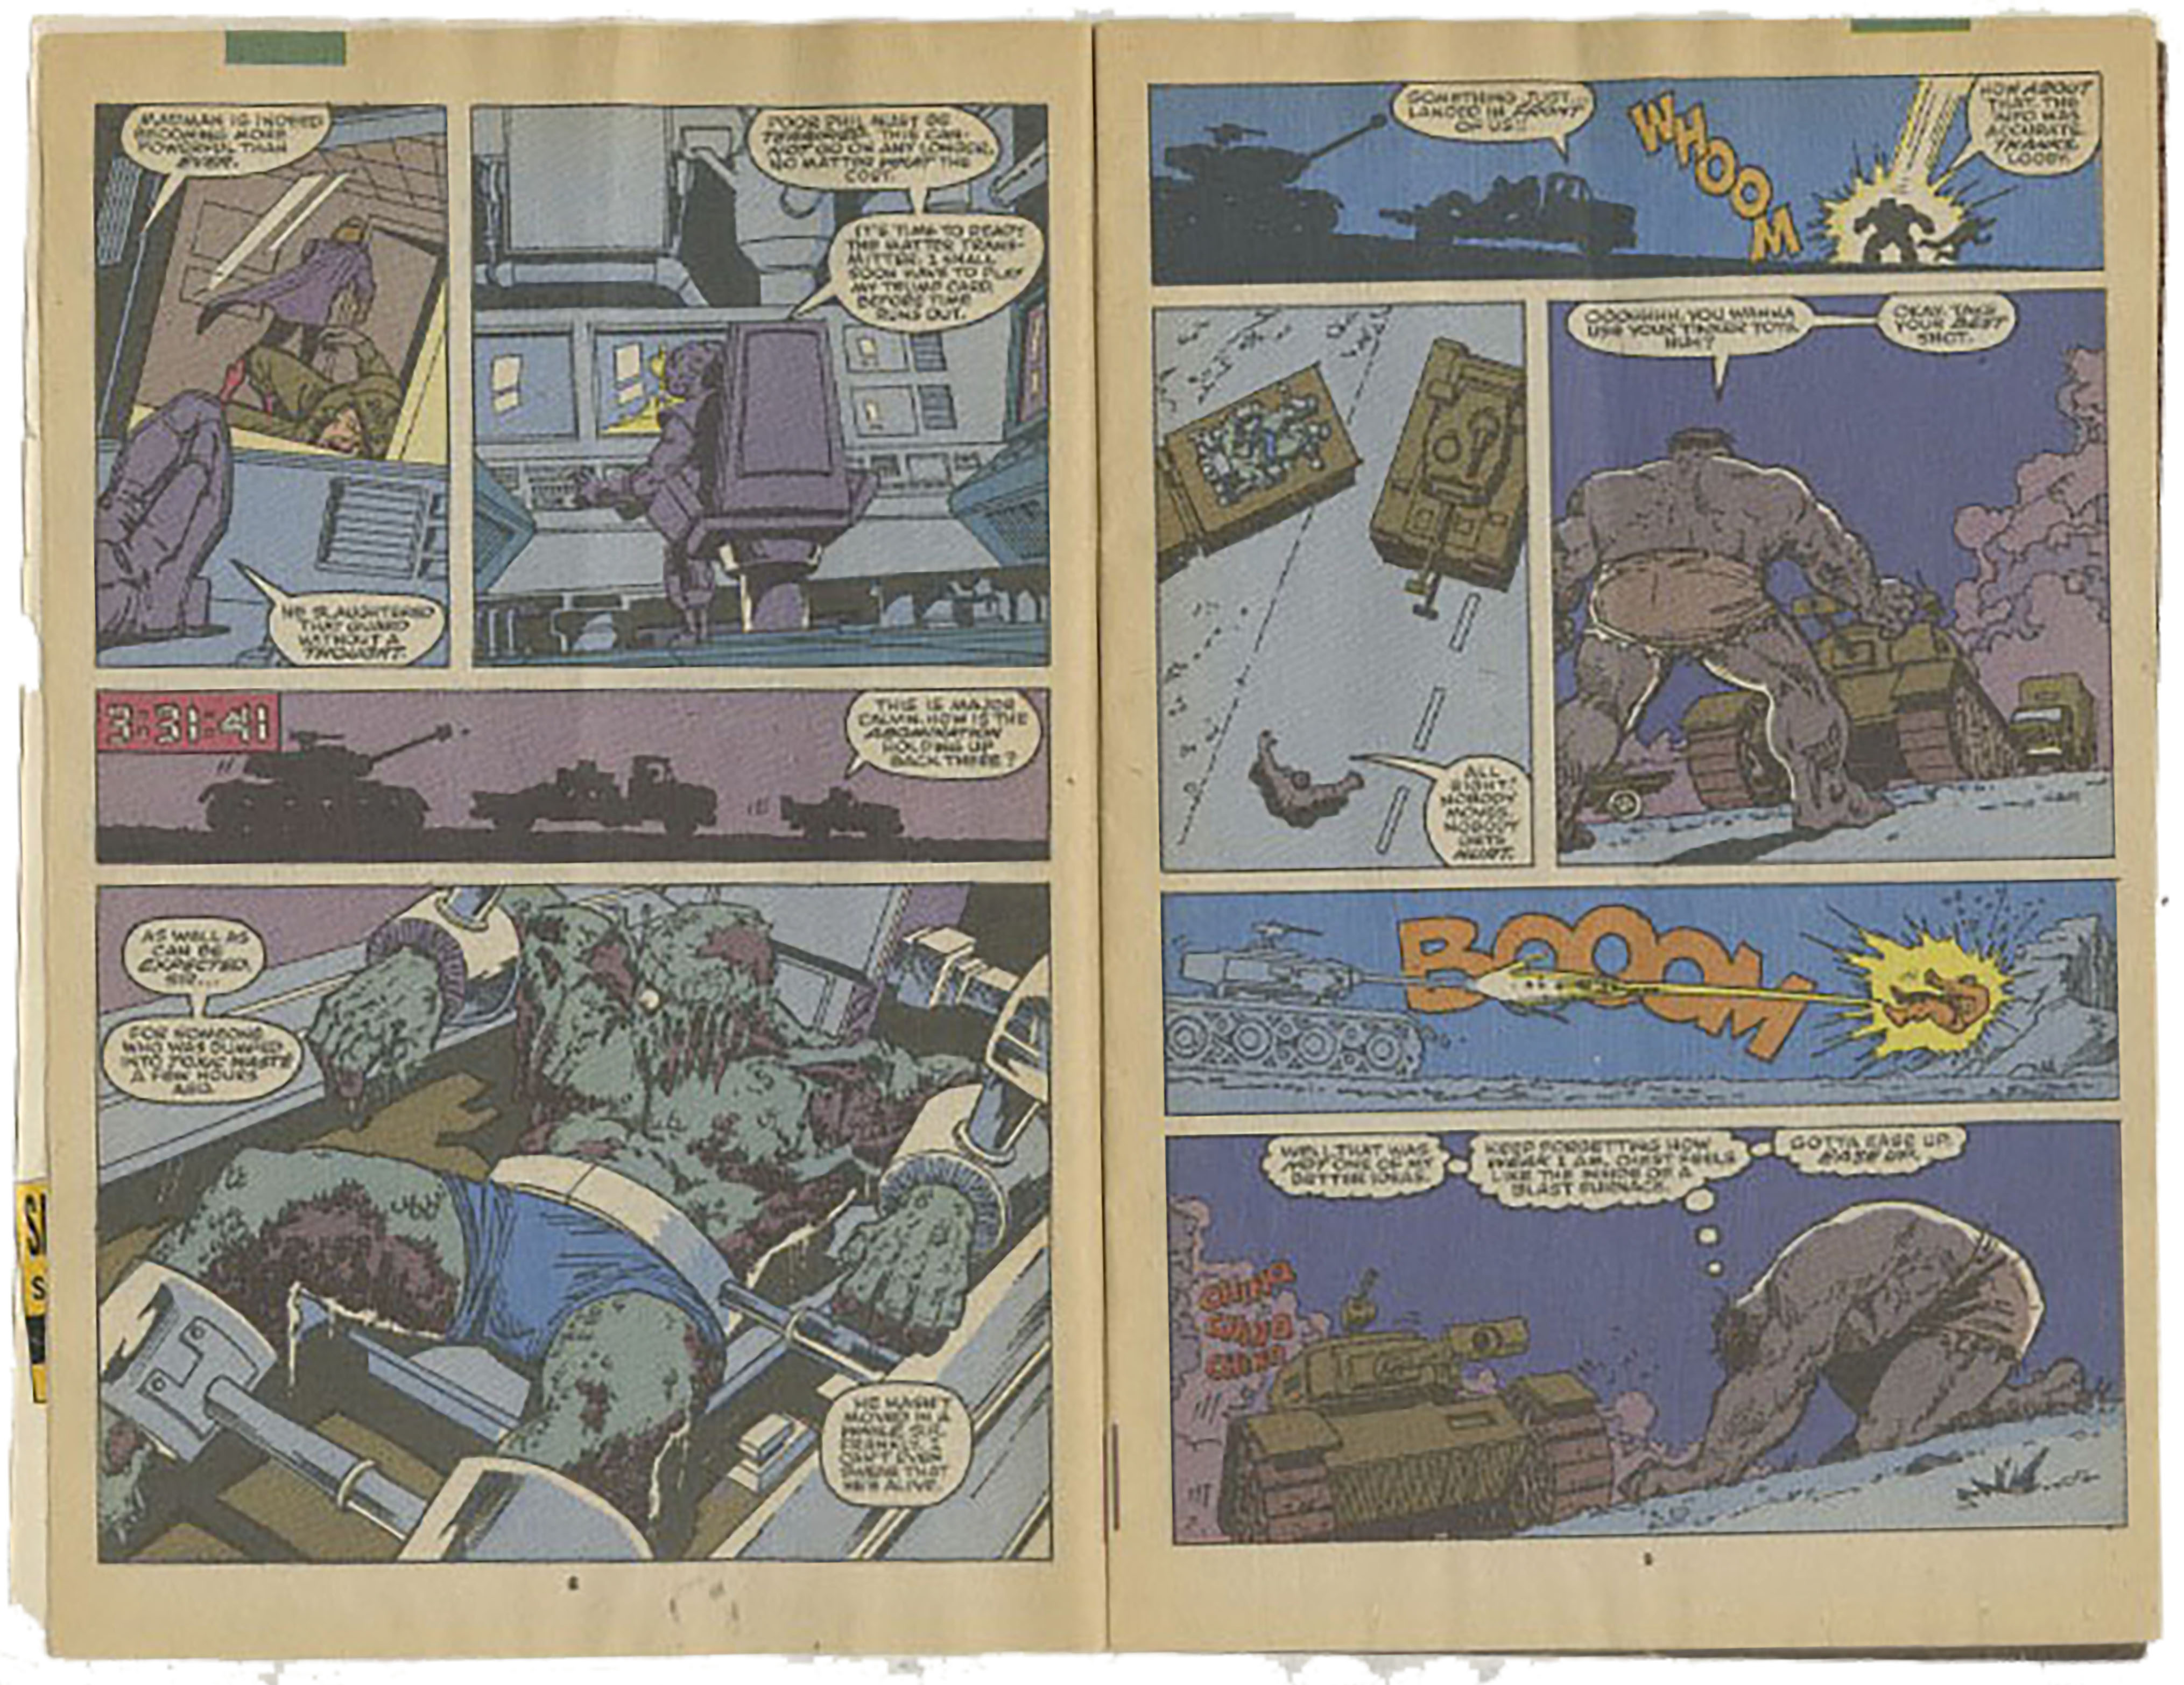 MADMAN IS INDEED
BECOMING MORE
POWERFUL THAN
EVER.
HE SLAUGHTERED
THAT GUARD
WITHOUT A
THOUGHT.
POOR PHIL MUST BE
TERRIFIED. THIS CAN-
NOT GO ON ANY LONGER,
NO MATTER WHAT THE
COST.
IT'S TIME TO READY
THE MATTER TRANS-
MITTER. I SHALL
SOON HAVE TO PLAY
MY TRUMP CARD,
BEFORE TIME
RUNS OUT.
3:31:41
THIS IS MAJOR
CALVIN. HOW IS THE
ABOMINATION
HOLDING UP
BACK THERE?
AS WELL AS
CAN BE
EXPECTED,
SIR...
FOR SOMEONE
WHO WAS DUMPED
INTO TOXIC WASTE
A FEW HOURS
AGO.
HE HASN'T
MOVED IN A
WHILE, SIR.
FRANKLY, I
CAN'T EVEN
SWEAR THAT
HE'S ALIVE.
6
SOMETHING JUST
LANDED IN FRONT
OF US!!
WHOOM
HOW ABOUT
THAT. THE
INFO WAS
ACCURATE.
THANKS,
ALL
RIGHT!
NOBODY
MOVES...
NOBODY
GETS
HURT.
OOOHHHH, YOU WANNA
USE YOUR TINKER TOYS,
HUH?
OKAY. TAKE
YOUR BEST
SHOT.
BOOOM
WELL THAT WAS
NOT ONE OF MY
BETTER IDEAS.
KEEP FORGETTING HOW
WEAK I AM. CHEST FEELS
LIKE THE INSIDE OF A
BLAST FURNACE.
GOTTA EASE UP.
EASE UP.